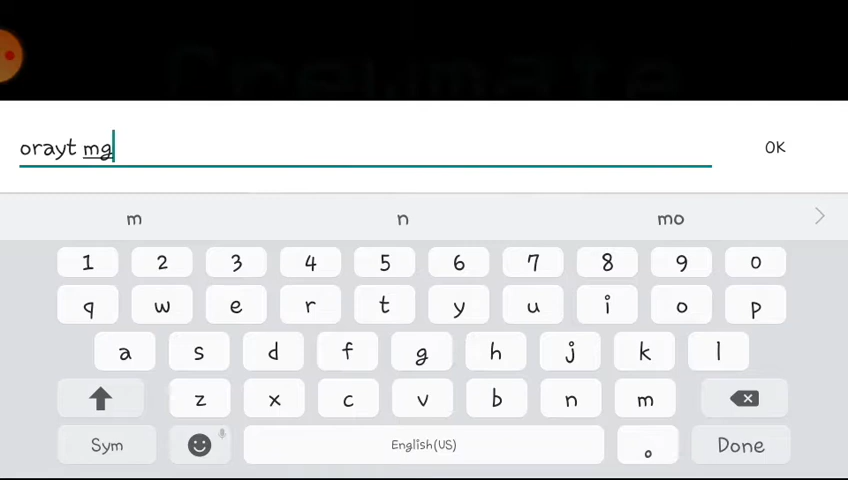 orayt mg
OK
m n mo
1 2 3 4 5 6 7 8 9 0
q w e r t y u i o p
a s d f g h j k l
z x c v b n m
Sym English(US) . Done